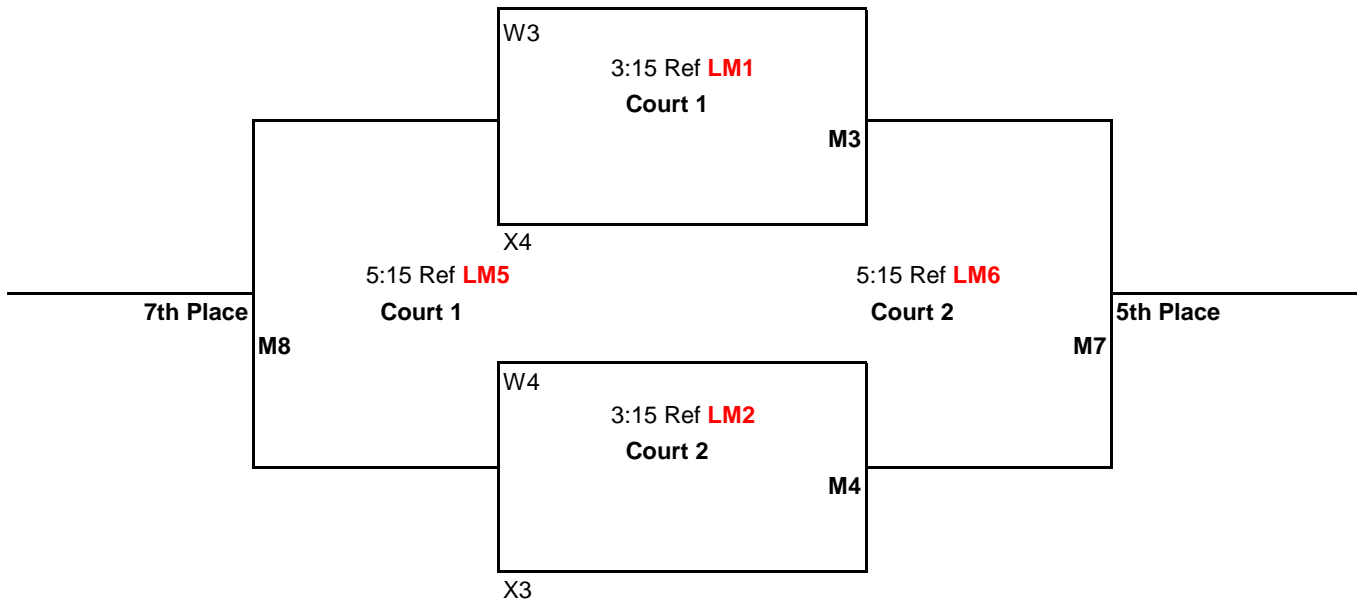 W3
3:15 Ref LM1
Court 1
M3
X4
5:15 Ref LM5
Court 1
7th Place
M8
5:15 Ref LM6
Court 2
5th Place
M7
W4
3:15 Ref LM2
Court 2
M4
X3